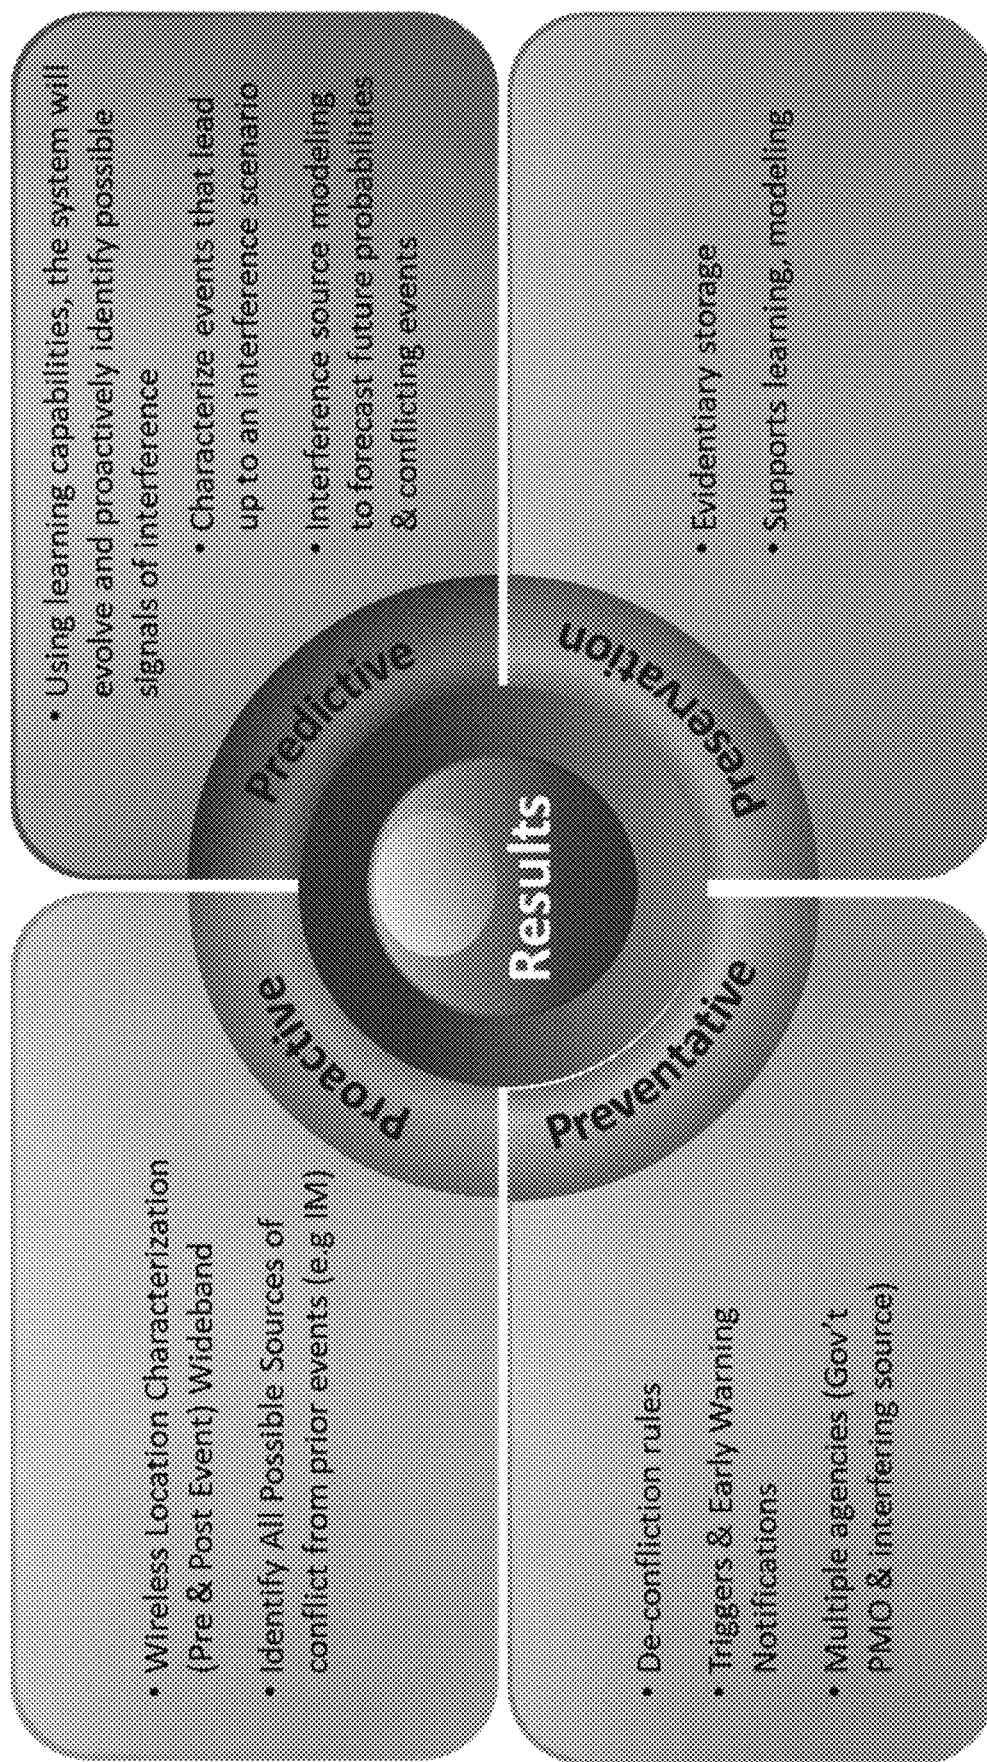 • Wireless Location Characterization
(Pre & Post Event) Wideband
• Identify All Possible Sources of
conflict from prior events (e.g IM)
Proactive
• Using learning capabilities, the system will
evolve and proactively identify possible
signals of interference
• Characterize events that lead
up to an interference scenario
• Interference source modeling
to forecast future probabilities
& conflicting events
Predictive
Results
Preventative
• De-confliction rules
• Triggers & Early Warning
Notifications
• Multiple agencies (Gov't
PMO & interfering source)
Preservation
• Evidentiary storage
• Supports learning, modeling